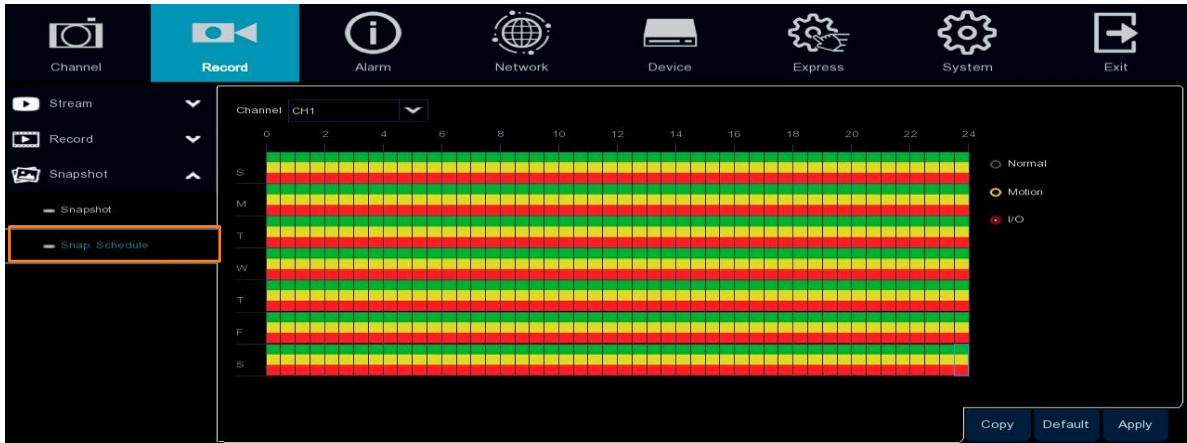 Channel Record Alarm Network Device Express System Exit
Stream
Record
Snapshot
Snapshot
Snap. Schedule
Channel CH1
0 2 4 6 8 10 12 14 16 18 20 22 24
S
M
T
W
T
F
S
Normal
Motion
I/O
Copy Default Apply